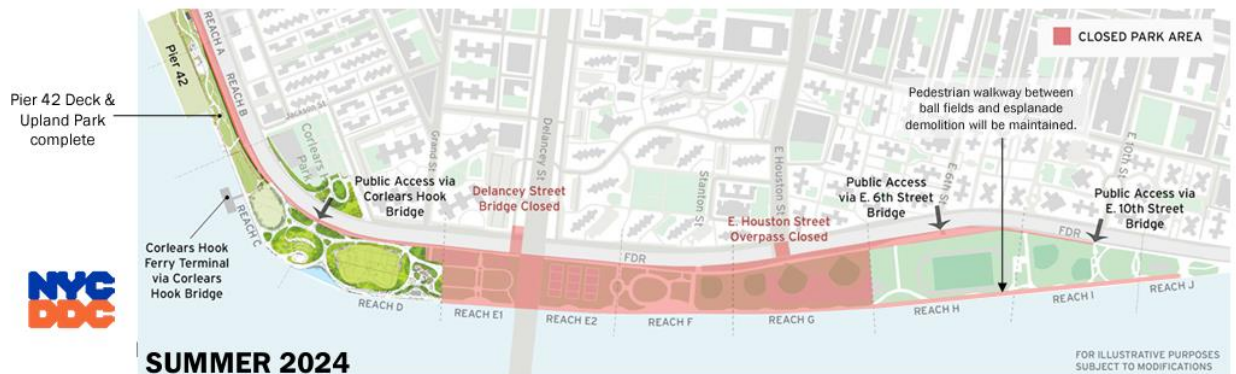 REACH A
CLOSED PARK AREA
Pier 42
REACH B
Pier 42 Deck &
Upland Park
complete
Jackson St
Corlears
Park
Grand St
Delancey St
Stanton St
E Houston St
E 6th St
E 10th St
Pedestrian walkway between
ball fields and esplanade
demolition will be maintained.
Public Access via
Corlears Hook
Bridge
Delancey Street
Bridge Closed
E. Houston Street
Overpass Closed
Public Access
via E. 6th Street
Bridge
Public Access via
E. 10th Street
Bridge
REACH C
Corlears Hook
Ferry Terminal
via Corlears
Hook Bridge
FDR
FDR
NYC
DDC
REACH D
REACH E1
REACH E2
REACH F
REACH G
REACH H
REACH I
REACH J
SUMMER 2024
FOR ILLUSTRATIVE PURPOSES
SUBJECT TO MODIFICATIONS